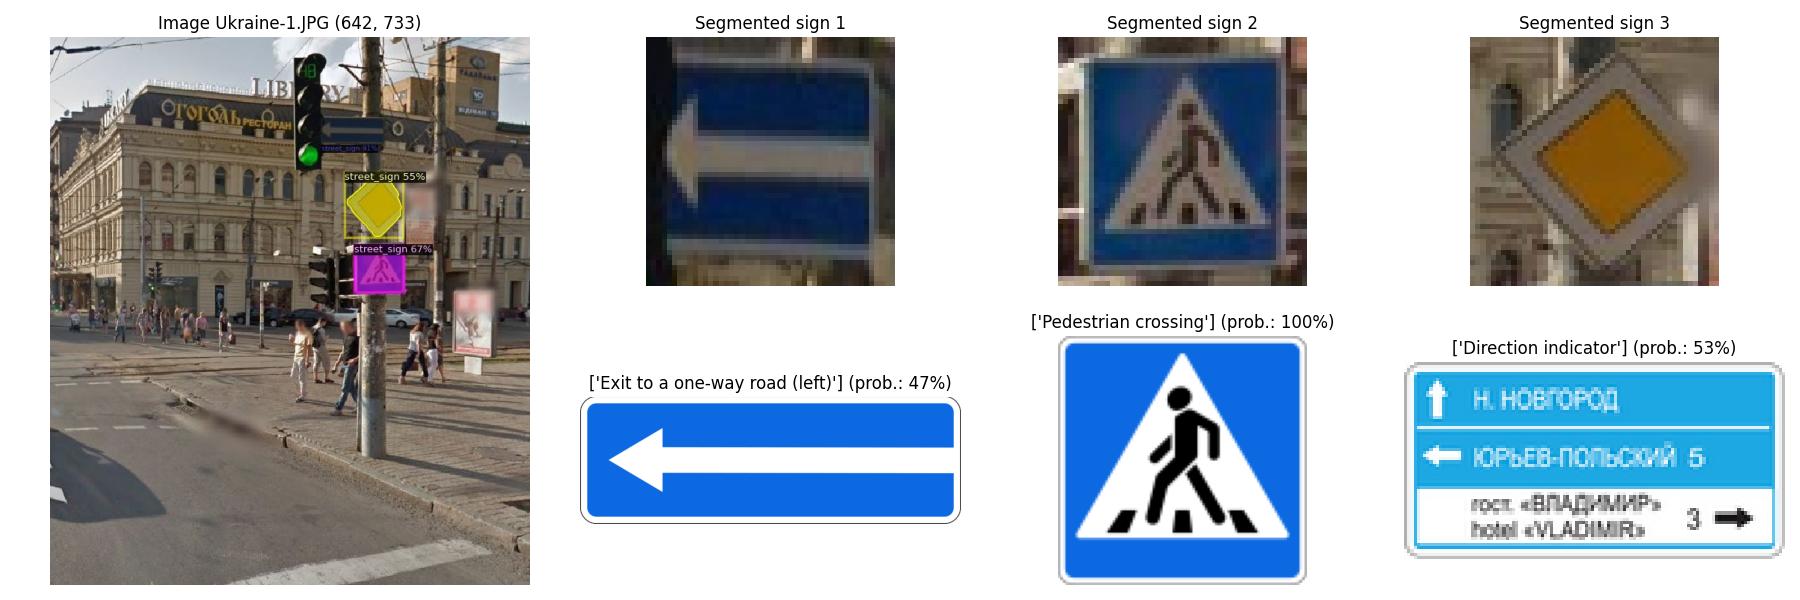 Image Ukraine-1.JPG (642, 733)
Segmented sign 1
Segmented sign 2
Segmented sign 3
LIBRARY
ГОГОЛЬ РЕСТОРАН
street_sign 91%
street_sign 55%
street_sign 67%
['Exit to a one-way road (left)'] (prob.: 47%)
['Pedestrian crossing'] (prob.: 100%)
['Direction indicator'] (prob.: 53%)
Н. НОВГОРОД
ЮРЬЕВ-ПОЛЬСКИЙ 5
гост. «ВЛАДИМИР»
hotel «VLADIMIR»
3